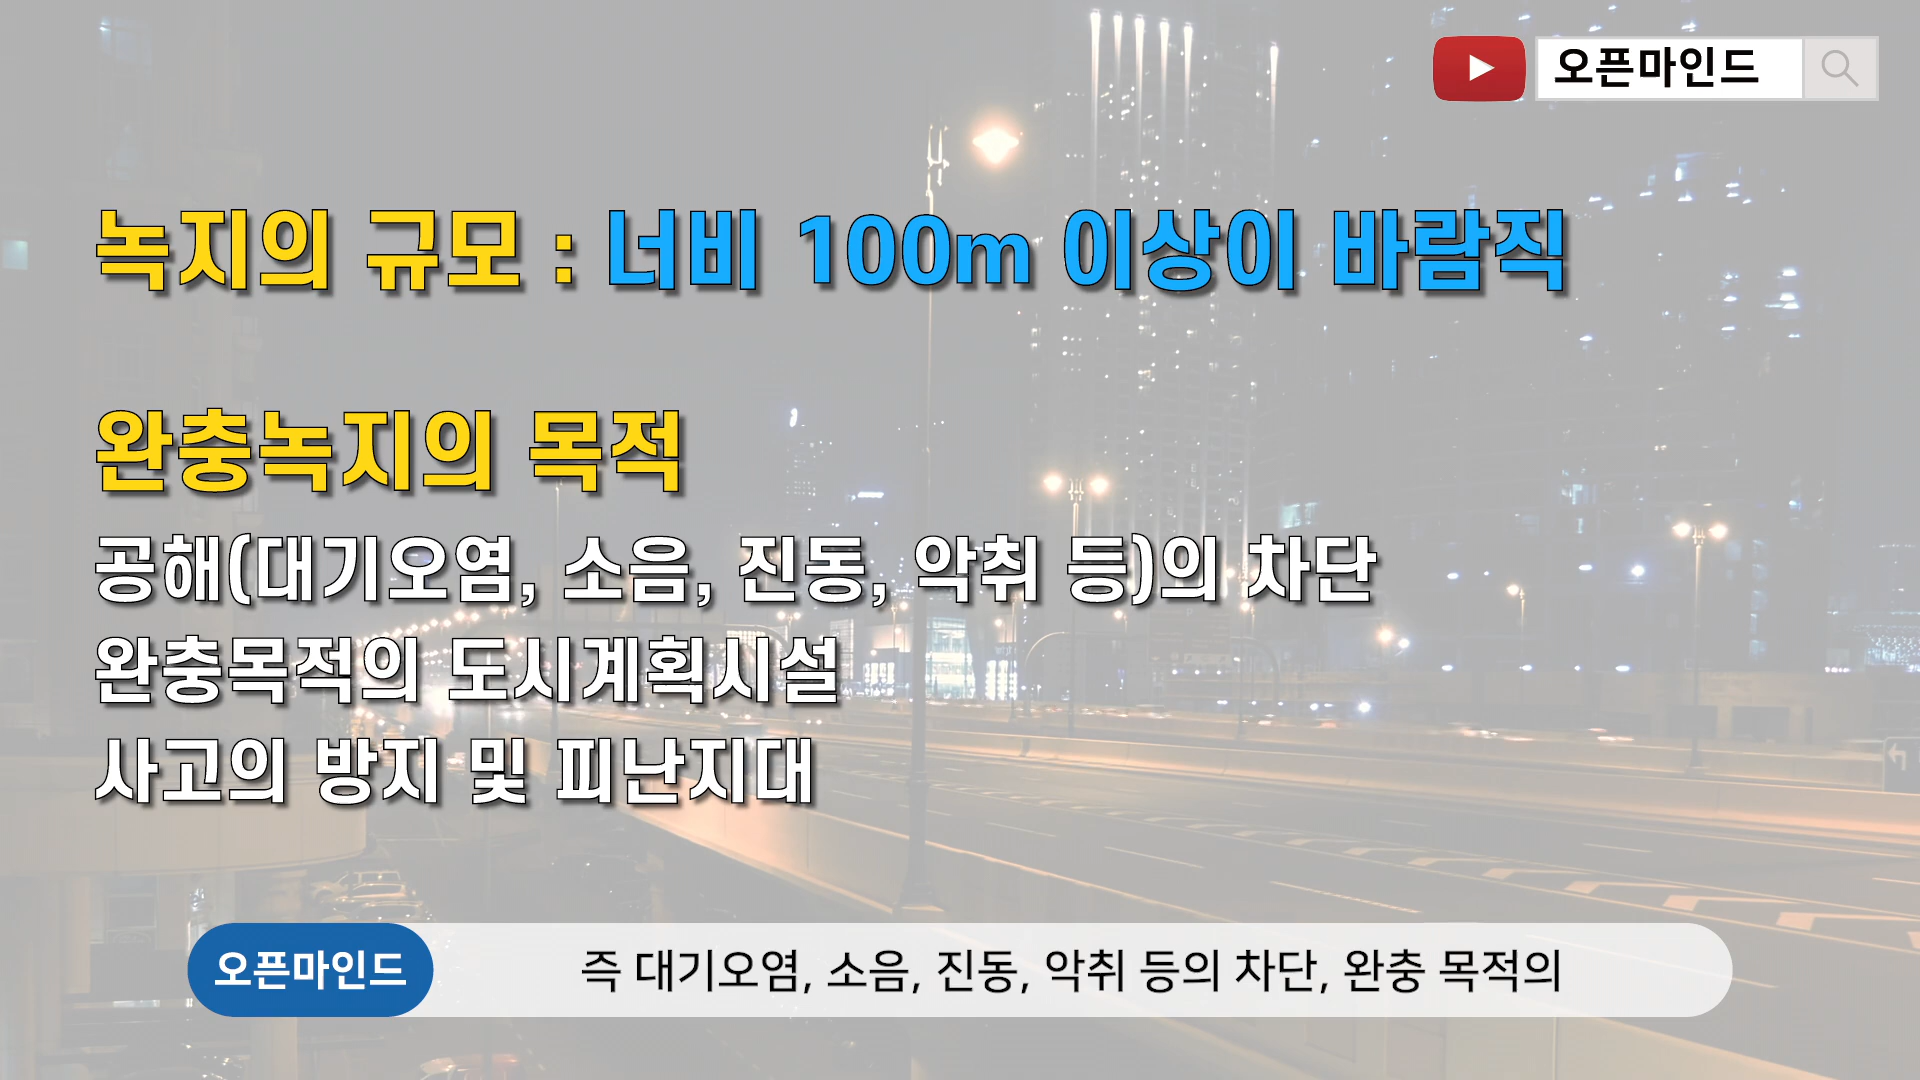 오픈마인드
녹지의 규모 : 너비 100m 이상이 바람직
완충녹지의 목적
공해(대기오염, 소음, 진동, 악취 등)의 차단
완충목적의 도시계획시설
사고의 방지 및 피난지대
오픈마인드
즉 대기오염, 소음, 진동, 악취 등의 차단, 완충 목적의